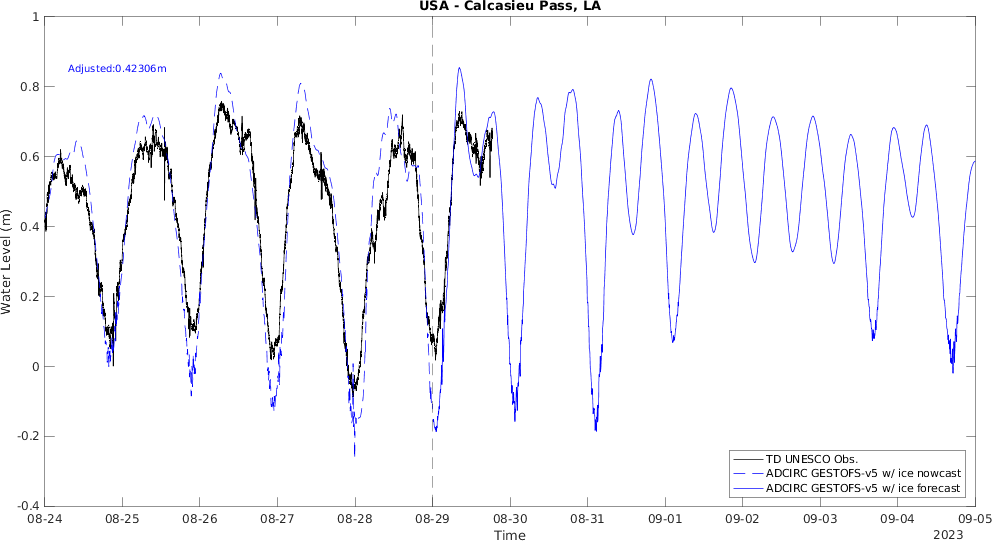 USA - Calcasieu Pass, LA
Adjusted:0.42306m
Water Level (m)
1
0.8
0.6
0.4
0.2
0
-0.2
-0.4
TD UNESCO Obs.
ADCIRC GESTOFS-v5 w/ ice nowcast
ADCIRC GESTOFS-v5 w/ ice forecast
08-24 08-25 08-26 08-27 08-28 08-29 08-30 08-31 09-01 09-02 09-03 09-04 09-05
Time
2023